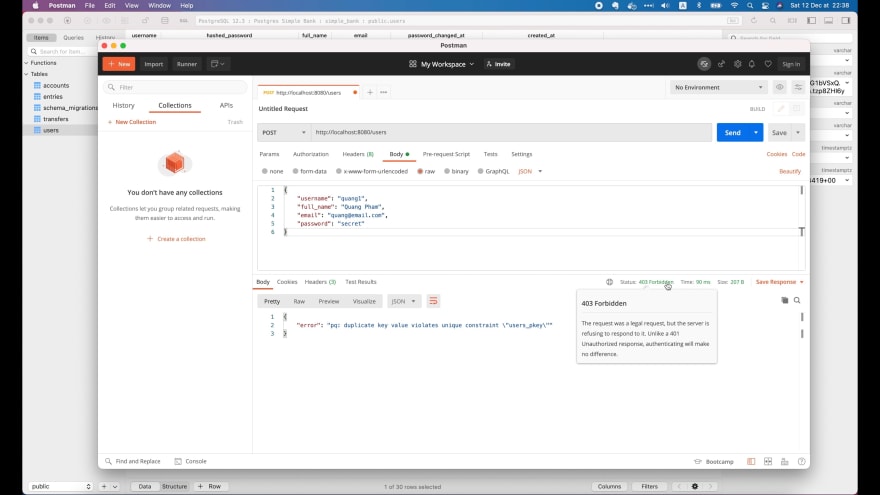 Postman File Edit View Window Help
Sat 12 Dec at 22:38
PostgreSQL 12.3 : Postgres Simple Bank : simple_bank : public.users
Items Queries History
username hashed_password full_name email password_changed_at created_at
Search for item...
Functions
Tables
accounts
entries
schema_migrations
transfers
users
Postman
New Import Runner
My Workspace Invite
Sign In
Filter
History Collections APIs
New Collection Trash
You don't have any collections
Collections let you group related requests, making
them easier to access and run.
Create a collection
POST http://localhost:8080/users
No Environment
Untitled Request
BUILD
POST http://localhost:8080/users
Send Save
Params Authorization Headers (8) Body Pre-request Script Tests Settings
Cookies Code
none form-data x-www-form-urlencoded raw binary GraphQL JSON
Beautify
1 {
2 "username": "quang1",
3 "full_name": "Quang Pham",
4 "email": "quang@email.com",
5 "password": "secret"
6 }
Body Cookies Headers (3) Test Results
Status: 403 Forbidden Time: 90 ms Size: 207 B Save Response
Pretty Raw Preview Visualize JSON
1 {
2 "error": "pq: duplicate key value violates unique constraint \"users_pkey\""
3 }
403 Forbidden
The request was a legal request, but the server is
refusing to respond to it. Unlike a 401
Unauthorized response, authenticating will make
no difference.
Find and Replace Console
Bootcamp
varchar
varchar
varchar
varchar
timestamptz
timestamptz
public
Data Structure Row
1 of 30 rows selected
Columns Filters